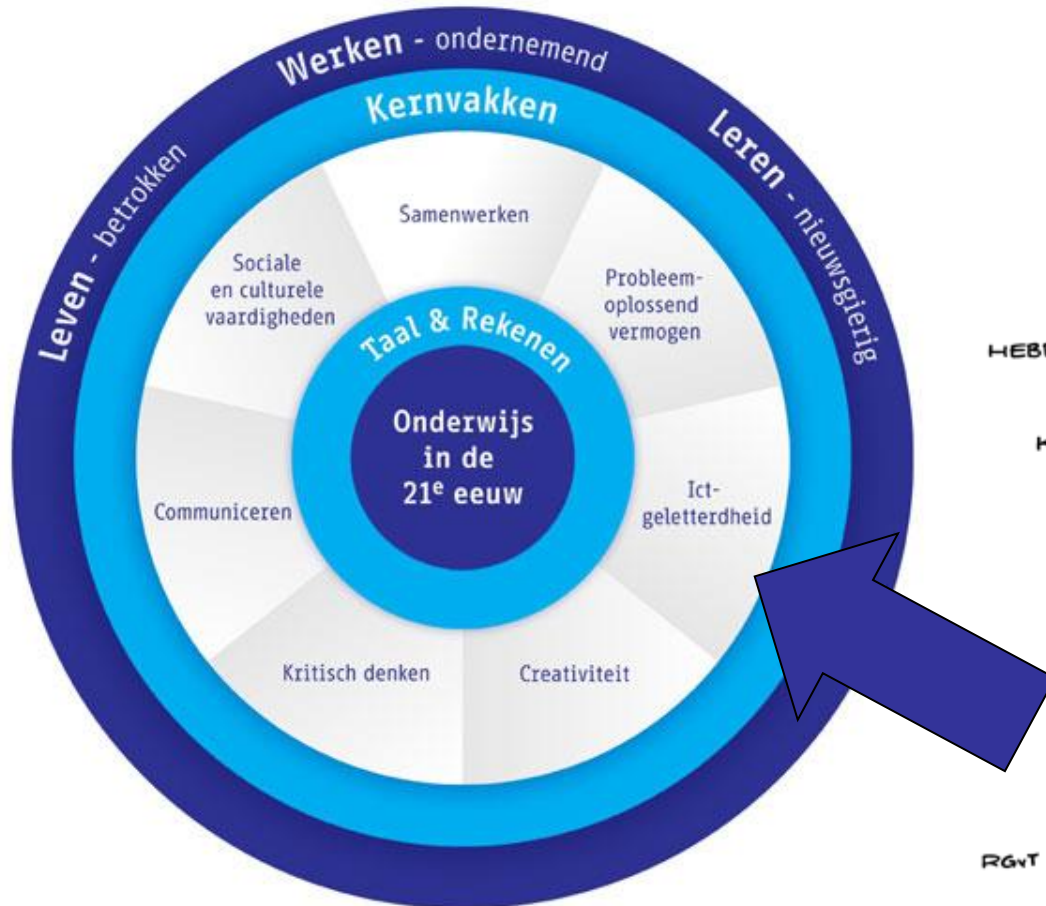 Werken - ondernemend
Kernvakken
Leren - nieuwsgierig
Leven - betrokken
Samenwerken
Sociale
en culturele
vaardigheden
Probleem-
oplossend
vermogen
Taal & Rekenen
Onderwijs
in de
21e eeuw
Communiceren
Ict-
geletterdheid
Kritisch denken
Creativiteit
RGvT